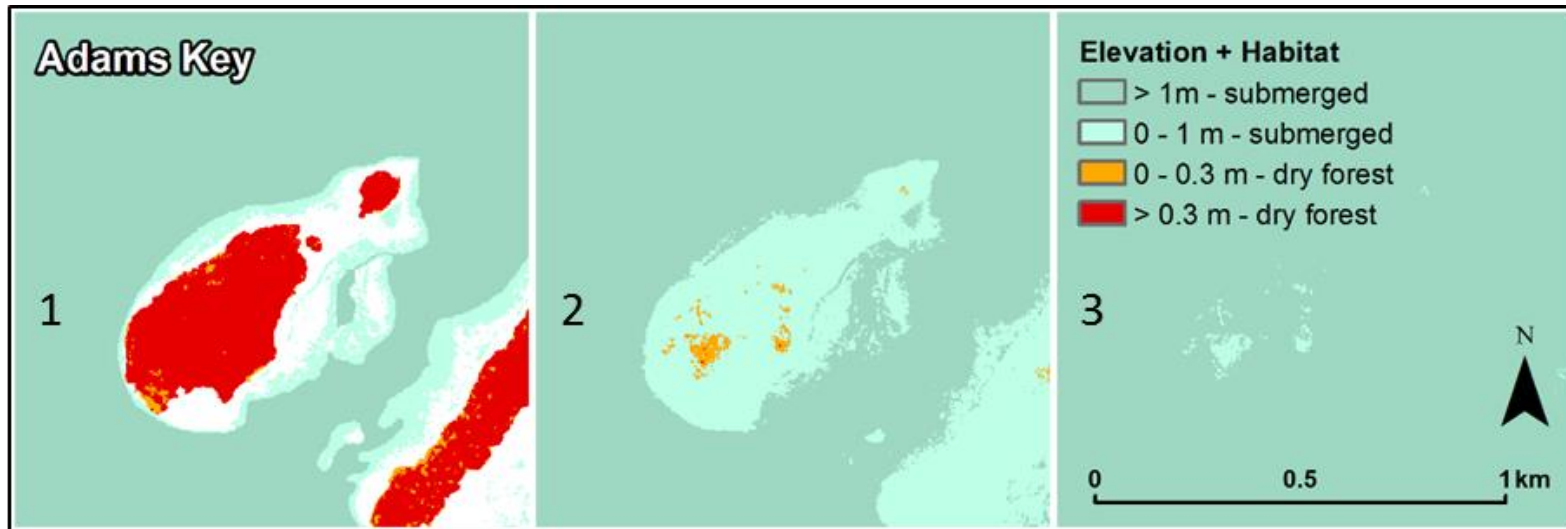 Adams Key
1
2
3
Elevation + Habitat
> 1m - submerged
0 - 1 m - submerged
0 - 0.3 m - dry forest
> 0.3 m - dry forest
N
0 0.5 1 km